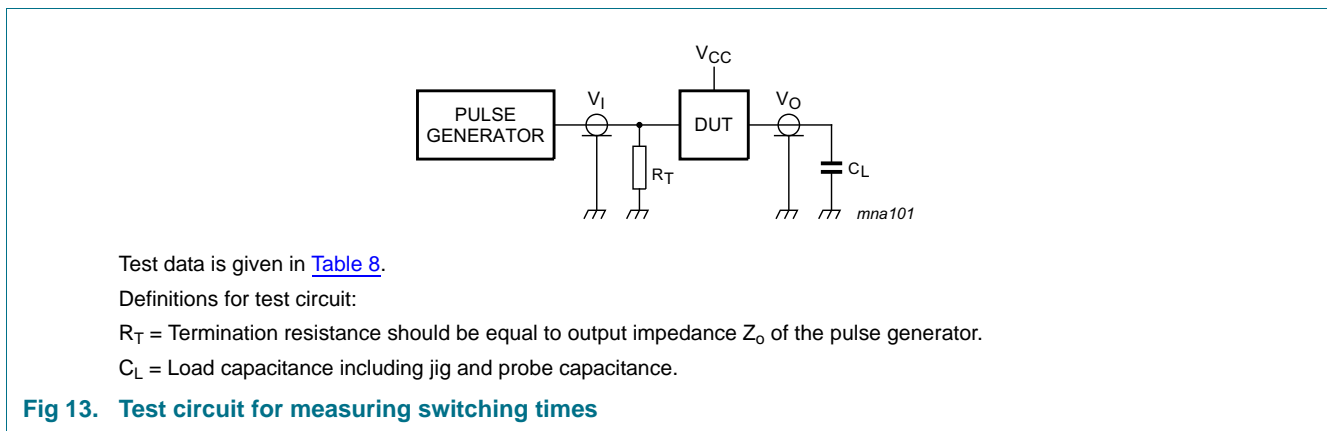 VCC
PULSE
GENERATOR
VI
DUT
VO
RT
CL
mna101
Test data is given in Table 8.
Definitions for test circuit:
RT = Termination resistance should be equal to output impedance Zo of the pulse generator.
CL = Load capacitance including jig and probe capacitance.
Fig 13. Test circuit for measuring switching times